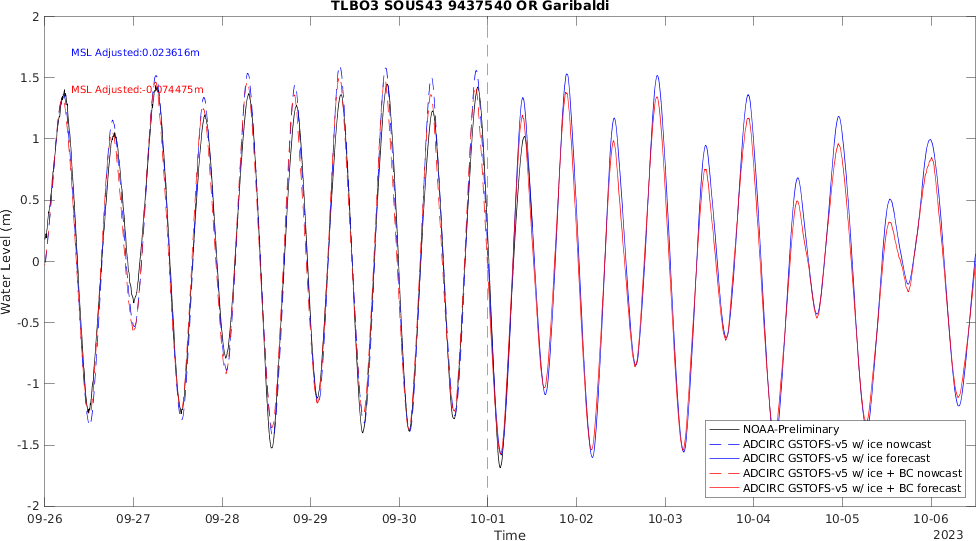 TLBO3 SOUS43 9437540 OR Garibaldi
MSL Adjusted:0.023616m
MSL Adjusted:-0.074475m
Water Level (m)
2
1.5
1
0.5
0
-0.5
-1
-1.5
-2
NOAA-Preliminary
ADCIRC GSTOFS-v5 w/ ice nowcast
ADCIRC GSTOFS-v5 w/ ice forecast
ADCIRC GSTOFS-v5 w/ ice + BC nowcast
ADCIRC GSTOFS-v5 w/ ice + BC forecast
09-26 09-27 09-28 09-29 09-30 10-01 10-02 10-03 10-04 10-05 10-06
Time
2023